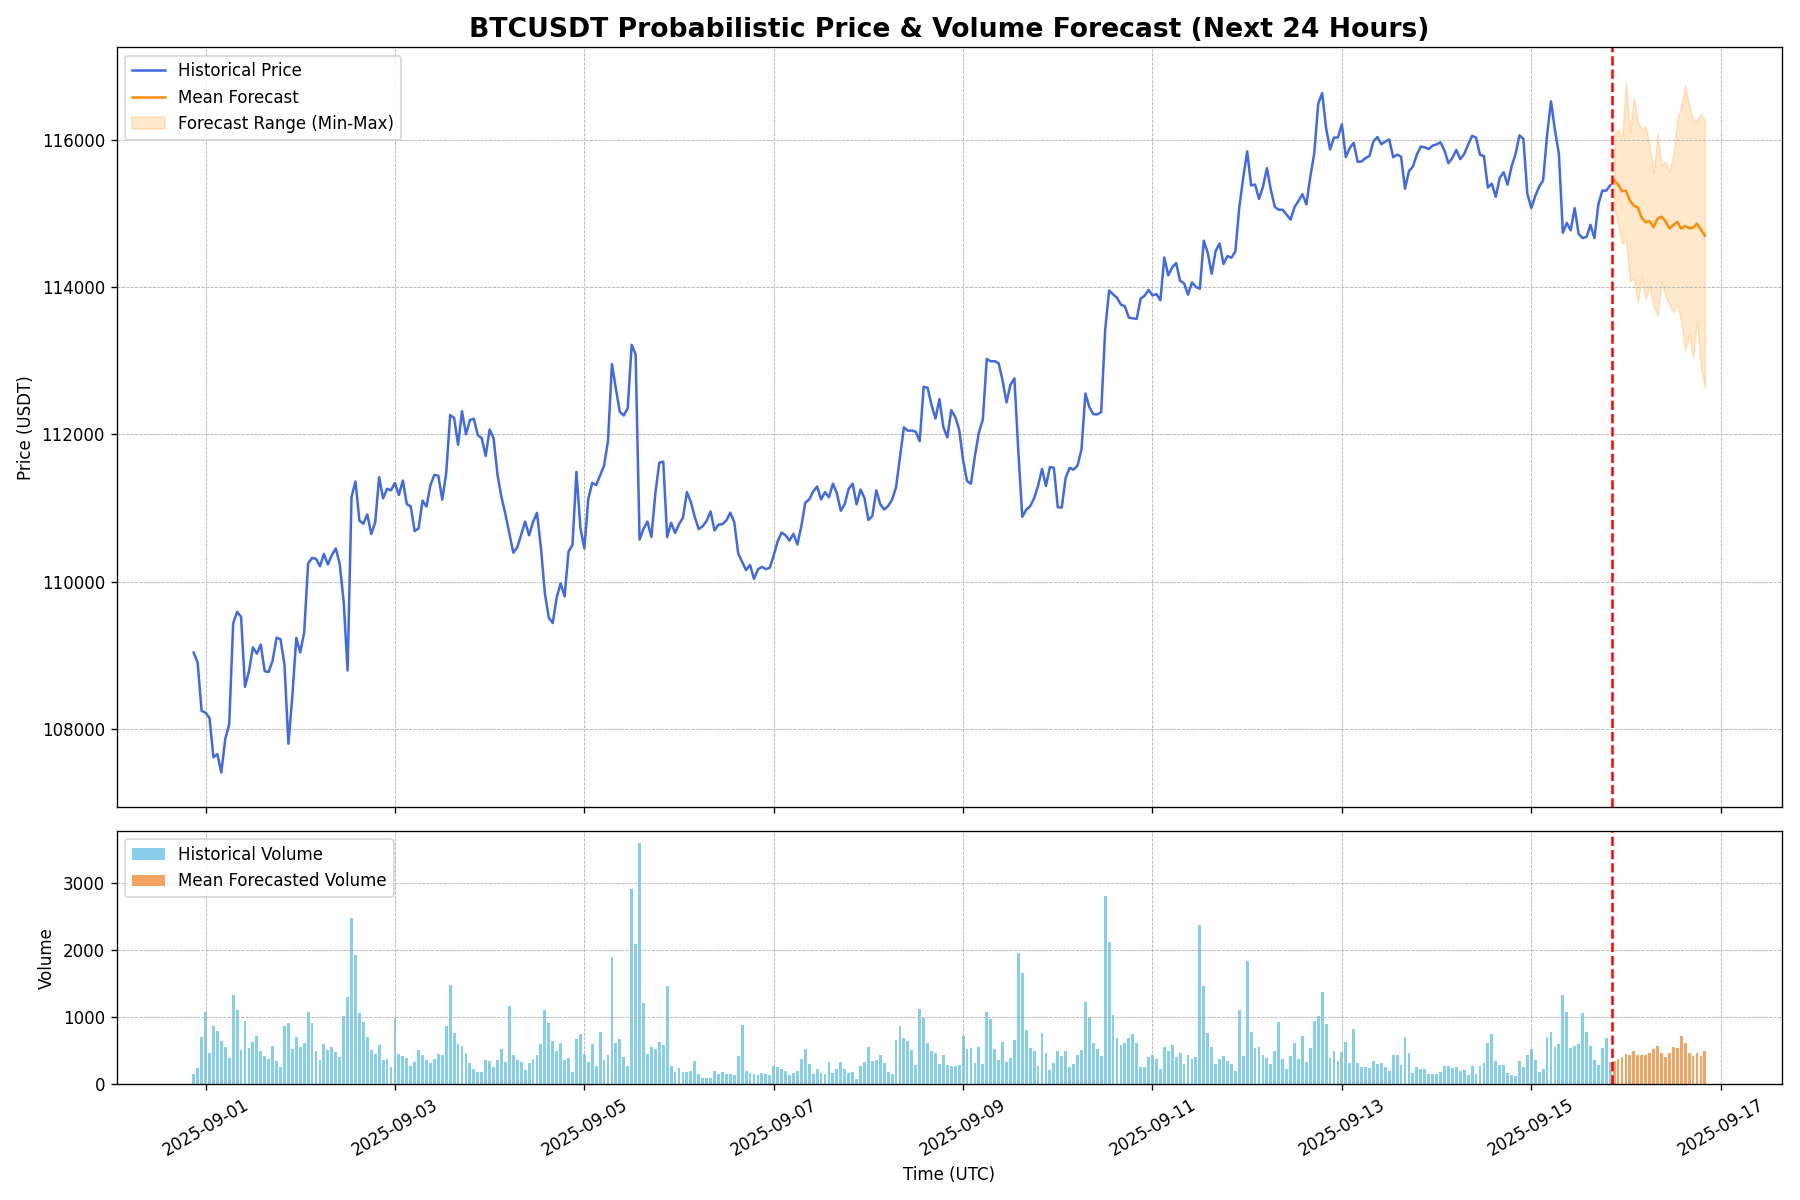 BTCUSDT Probabilistic Price & Volume Forecast (Next 24 Hours)
Historical Price
Mean Forecast
Forecast Range (Min-Max)
116000
114000
112000
110000
108000
Price (USDT)
Historical Volume
Mean Forecasted Volume
3000
2000
1000
0
Volume
2025-09-01
2025-09-03
2025-09-05
2025-09-07
2025-09-09
2025-09-11
2025-09-13
2025-09-15
2025-09-17
Time (UTC)